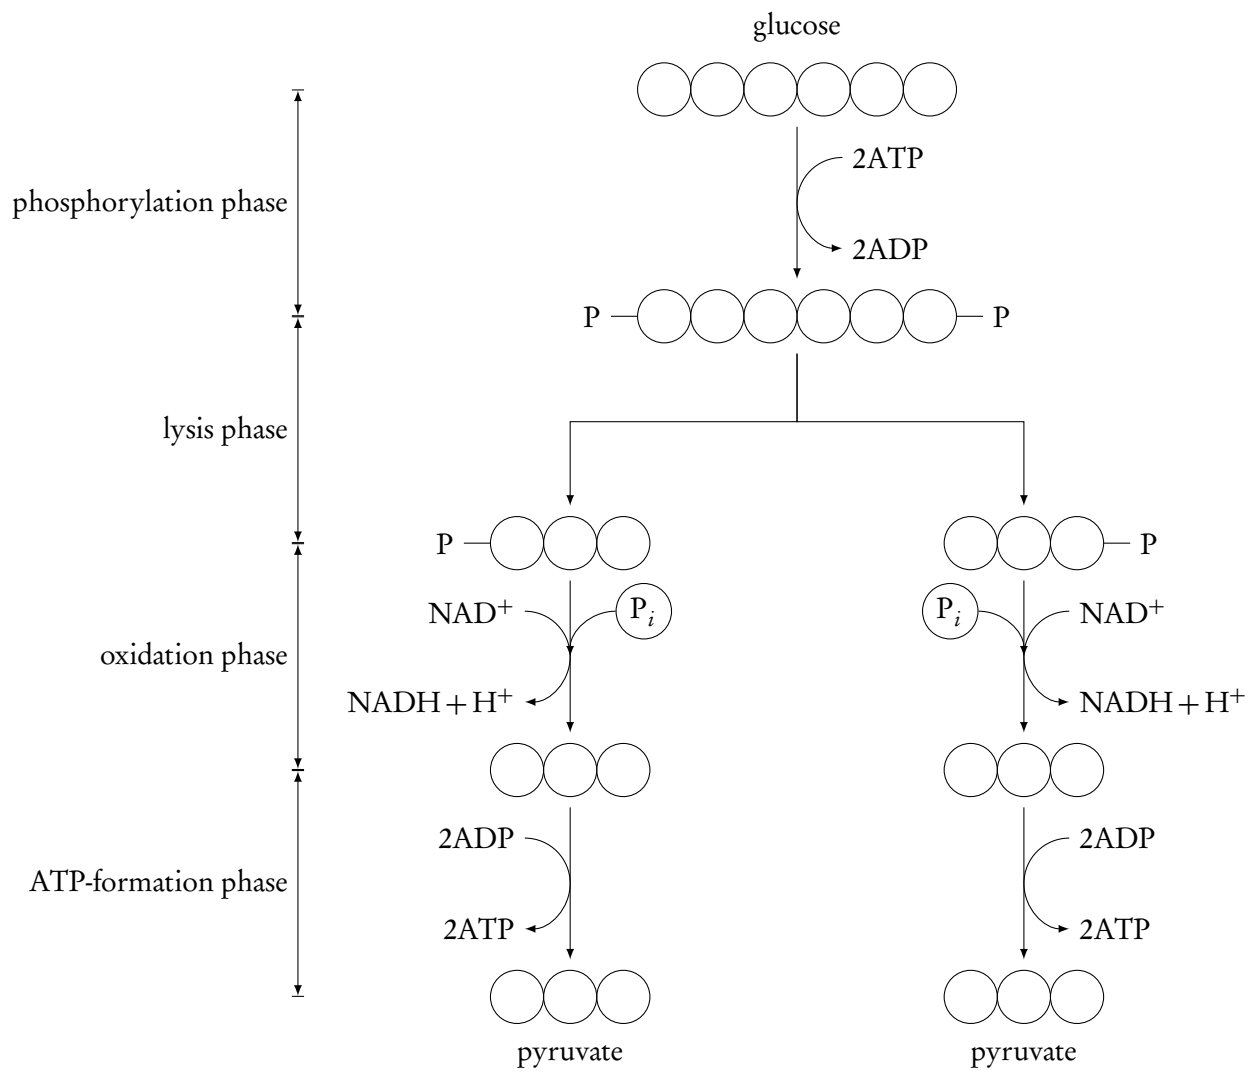 glucose
2ATP
phosphorylation phase
2ADP
P P
lysis phase
P P
NAD⁺ Pᵢ Pᵢ NAD⁺
oxidation phase
NADH + H⁺ NADH + H⁺
2ADP 2ADP
ATP-formation phase
2ATP 2ATP
pyruvate pyruvate